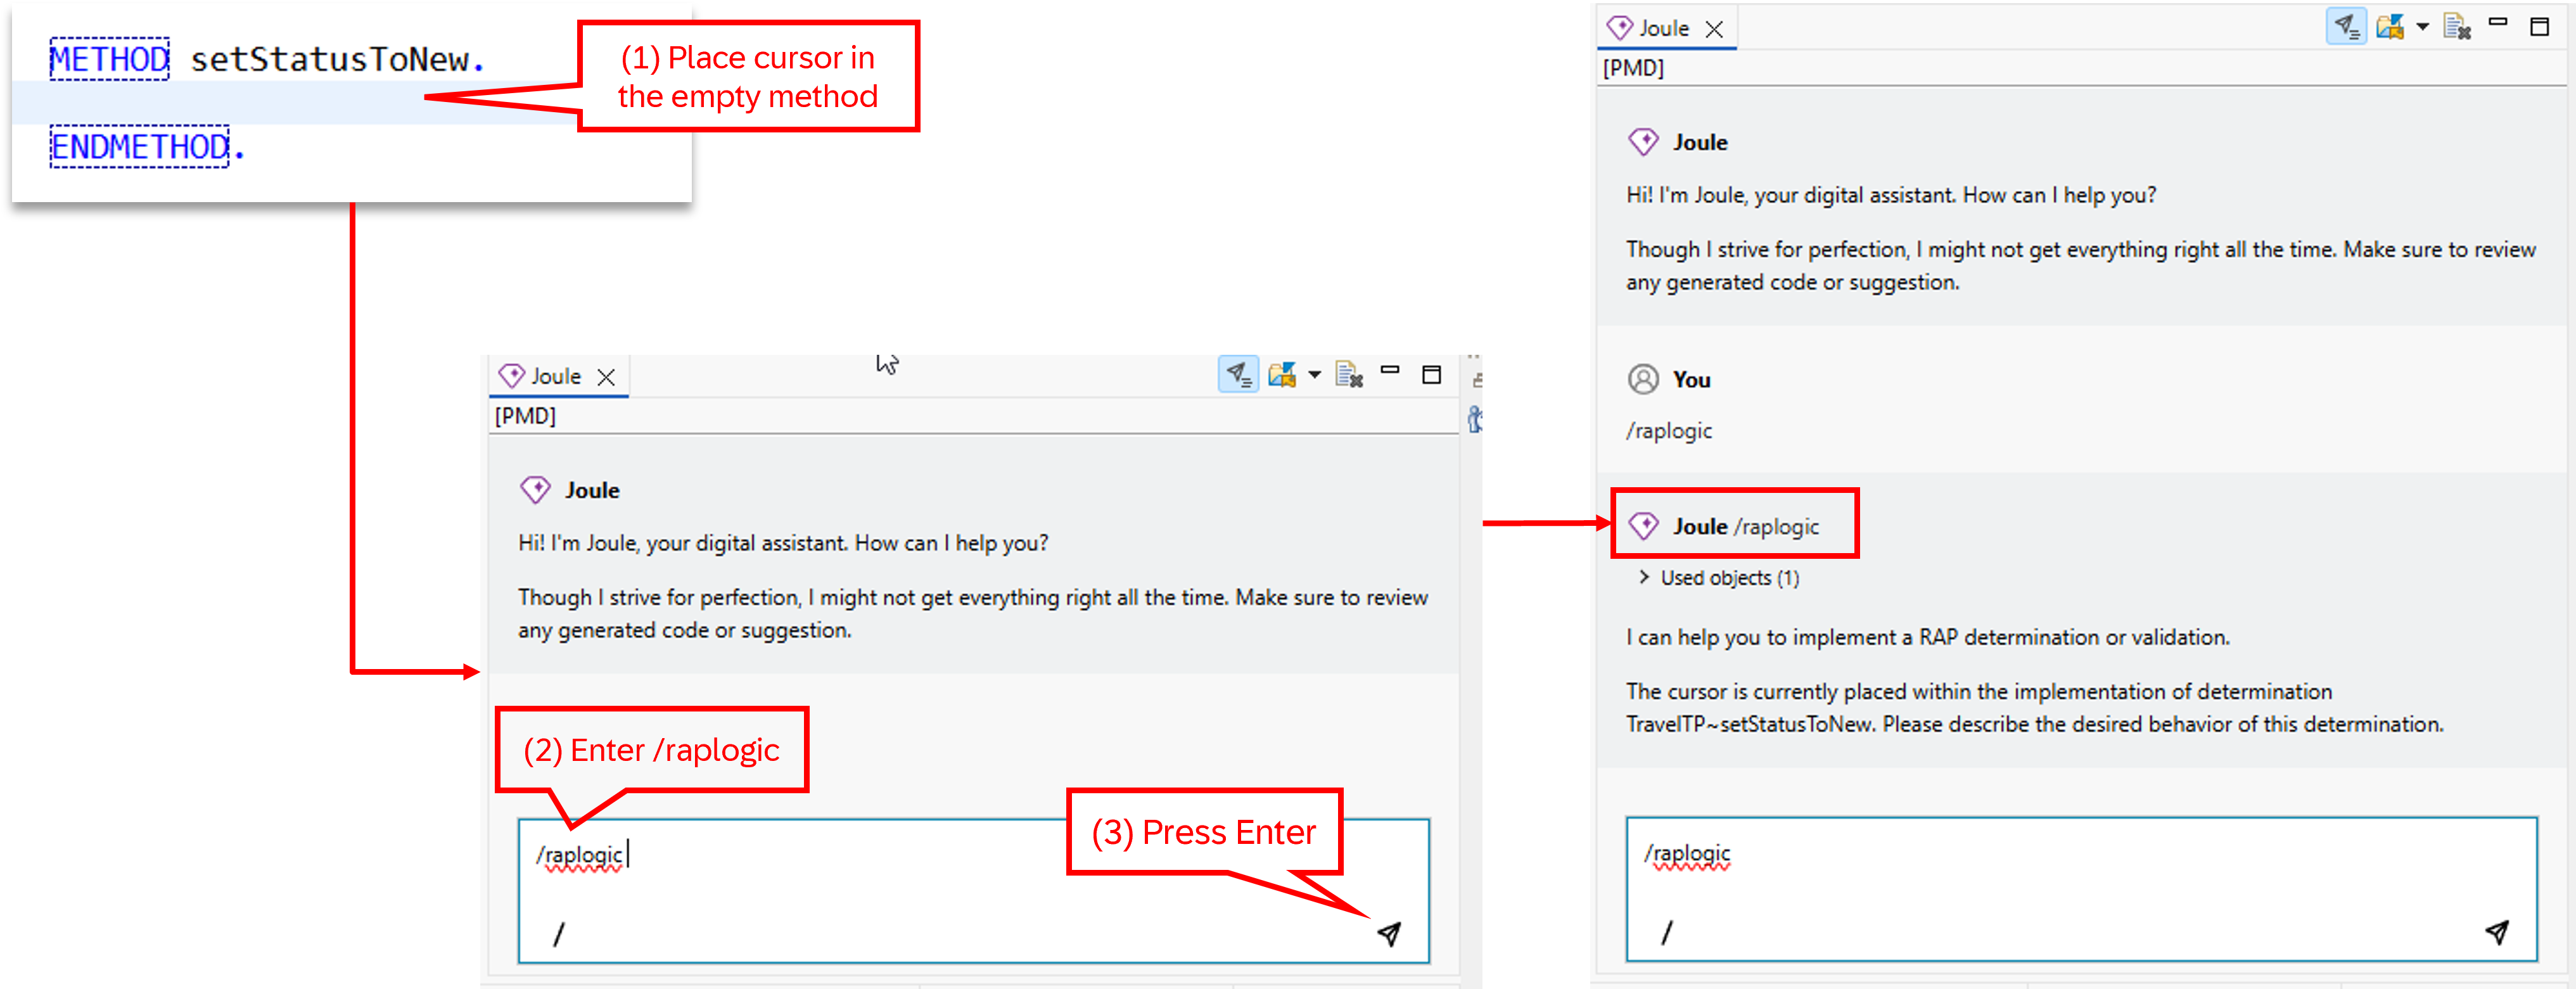 METHOD setStatusToNew.
ENDMETHOD.
(1) Place cursor in
the empty method
Joule
[PMD]
Joule
Hi! I'm Joule, your digital assistant. How can I help you?
Though I strive for perfection, I might not get everything right all the time. Make sure to review
any generated code or suggestion.
(2) Enter /raplogic
(3) Press Enter
/raplogic
/
Joule
[PMD]
Joule
Hi! I'm Joule, your digital assistant. How can I help you?
Though I strive for perfection, I might not get everything right all the time. Make sure to review
any generated code or suggestion.
You
/raplogic
Joule /raplogic
Used objects (1)
I can help you to implement a RAP determination or validation.
The cursor is currently placed within the implementation of determination
TravelTP~setStatusToNew. Please describe the desired behavior of this determination.
/raplogic
/